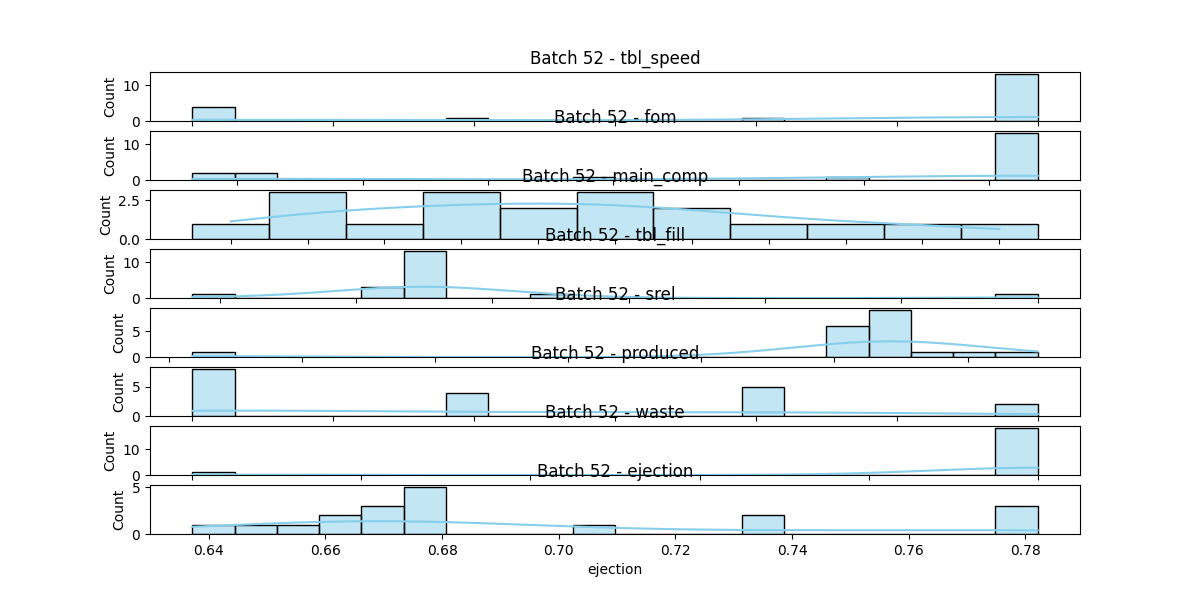 Batch 52 - tbl_speed
10
0
Count
Batch 52 - fom
10
0
Count
Batch 52 - main_comp
2.5
0.0
Count
Batch 52 - tbl_fill
10
0
Count
Batch 52 - srel
5
0
Count
Batch 52 - produced
5
0
Count
Batch 52 - waste
10
0
Count
Batch 52 - ejection
5
0
Count
0.64 0.66 0.68 0.70 0.72 0.74 0.76 0.78
ejection